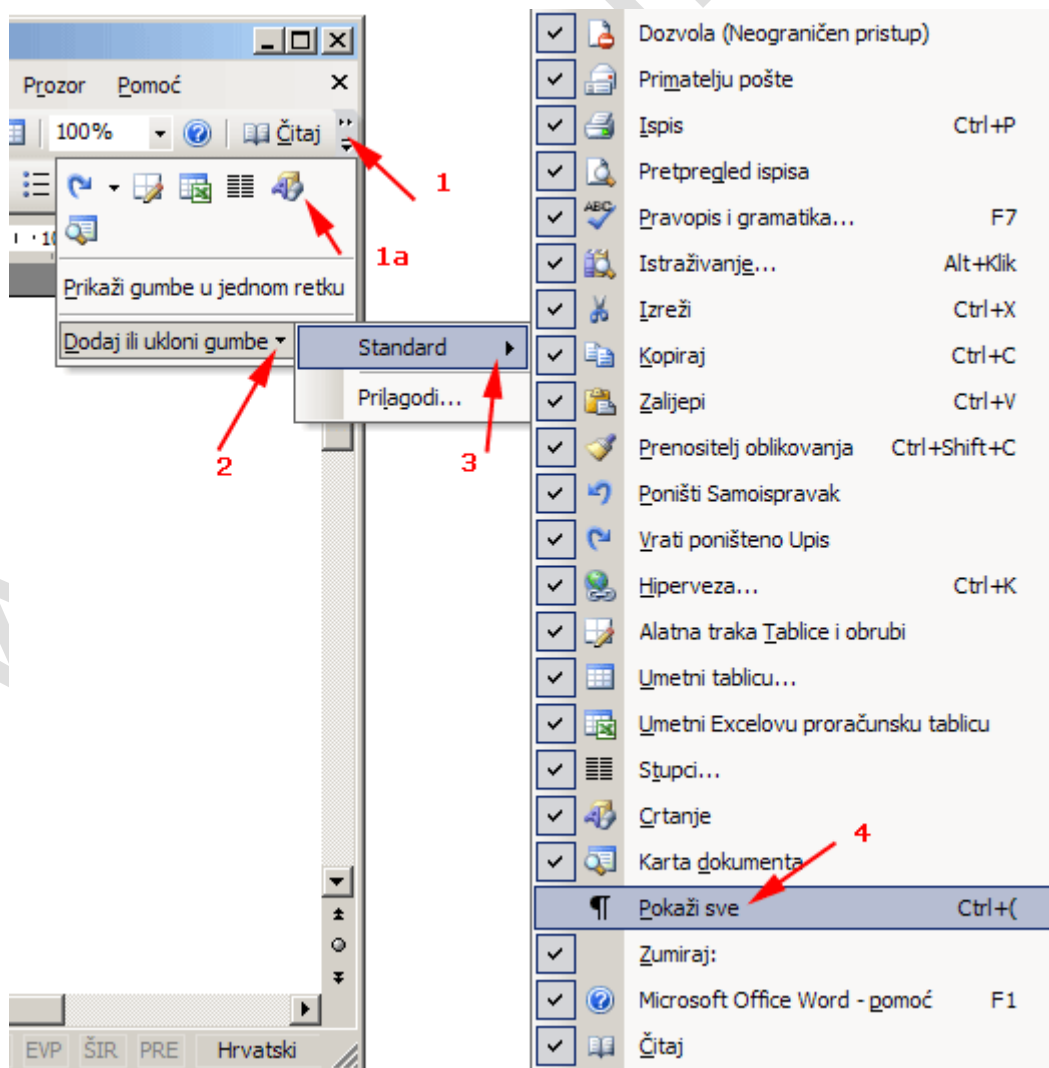 Prozor Pomoć
100% Čitaj
1
1a
Prikaži gumbe u jednom retku
Dodaj ili ukloni gumbe
Standard
Prilagodi...
2
3
EVP ŠIR PRE Hrvatski
Dozvola (Neograničen pristup)
Primatelju pošte
Ispis Ctrl+P
Pretpregled ispisa
ABC
Pravopis i gramatika... F7
Istraživanje... Alt+Klik
Izreži Ctrl+X
Kopiraj Ctrl+C
Zalijepi Ctrl+V
Prenositelj oblikovanja Ctrl+Shift+C
Poništi Samoispravak
Vrati poništeno Upis
Hiperveza... Ctrl+K
Alatna traka Tablice i obrubi
Umetni tablicu...
Umetni Excelovu proračunsku tablicu
Stupci...
Crtanje
4
Karta dokumenta
¶ Pokaži sve Ctrl+(
Zumiraj:
Microsoft Office Word - pomoć F1
Čitaj